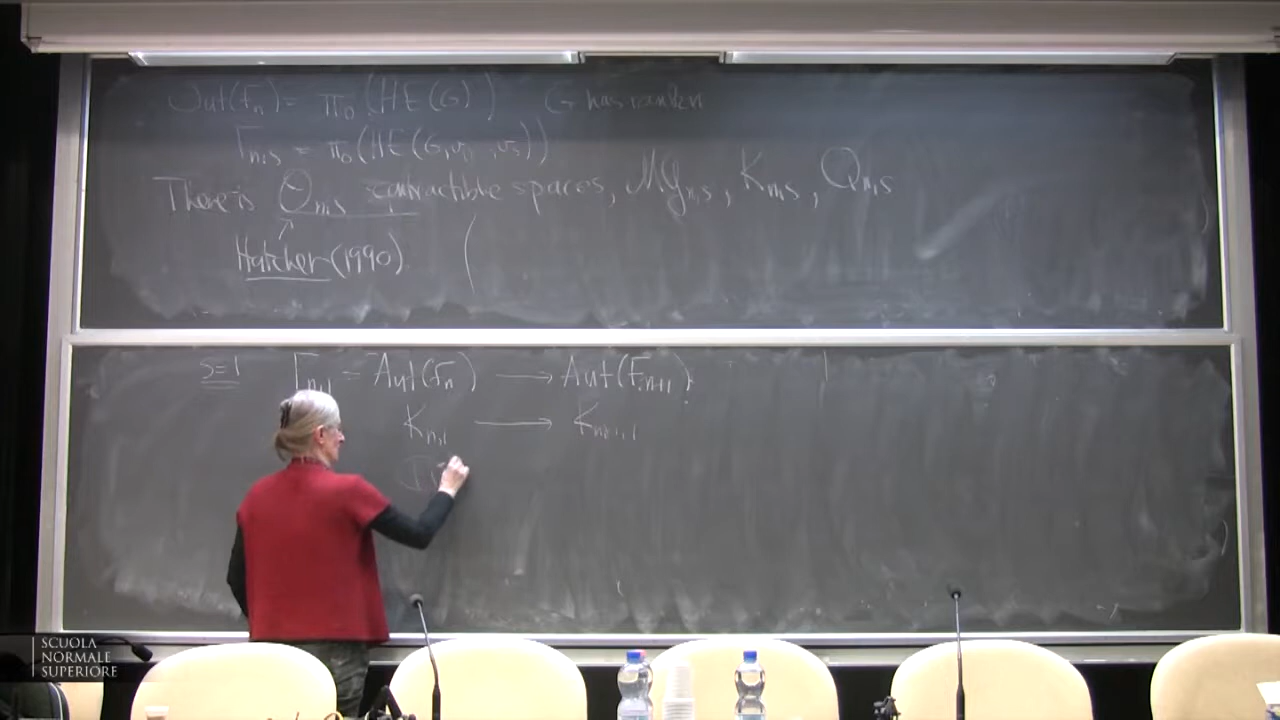 Out(Fₙ) = π₀(HE(G)) G has rank n
Γₙ,ₛ = π₀(HE(G, v₁, ‥, vₛ))
There is Θₙ,ₛ contractible spaces, MGₙ,ₛ, Kₙ,ₛ, Qₙ,ₛ
Hatcher (1990) (
s=1 Γₙ,₁ = Aut(Fₙ) ⟶ Aut(Fₙ₊₁).
Kₙ,₁ ⟶ Kₙ₊₁,₁
SCUOLA
NORMALE
SUPERIORE